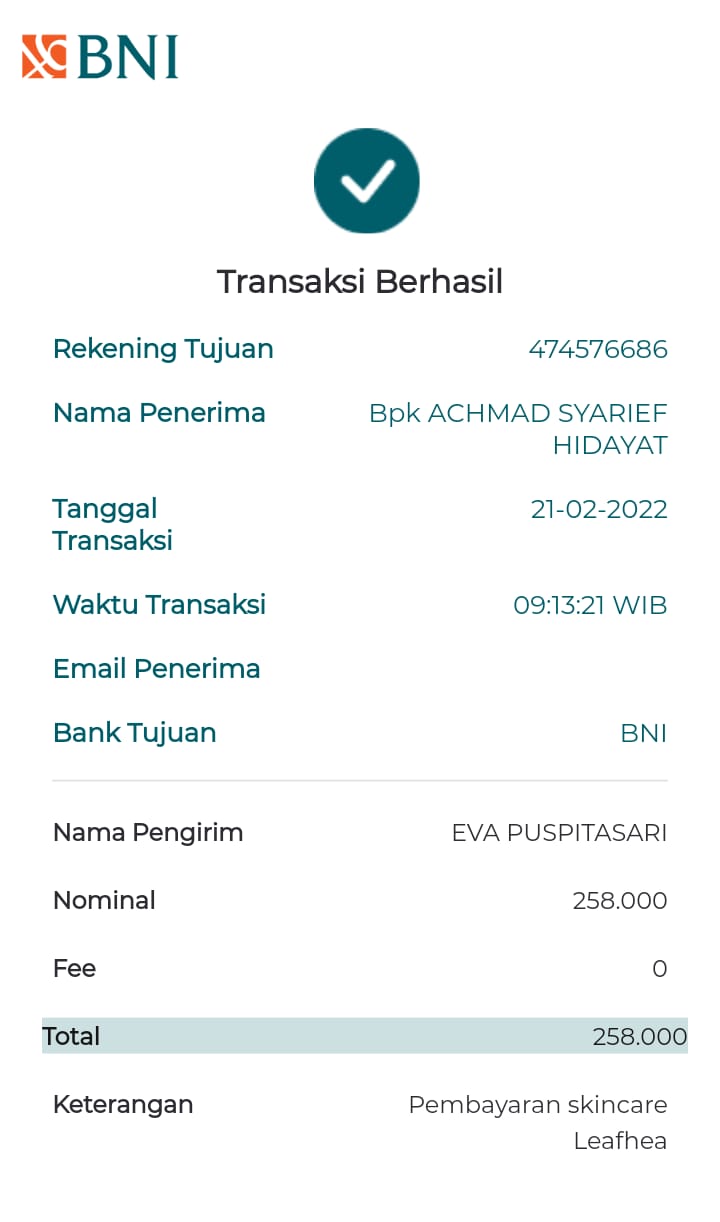 BNI
Transaksi Berhasil
Rekening Tujuan 474576686
Nama Penerima Bpk ACHMAD SYARIEF
HIDAYAT
Tanggal 21-02-2022
Transaksi
Waktu Transaksi 09:13:21 WIB
Email Penerima
Bank Tujuan BNI
Nama Pengirim EVA PUSPITASARI
Nominal 258.000
Fee 0
Total 258.000
Keterangan Pembayaran skincare
Leafhea